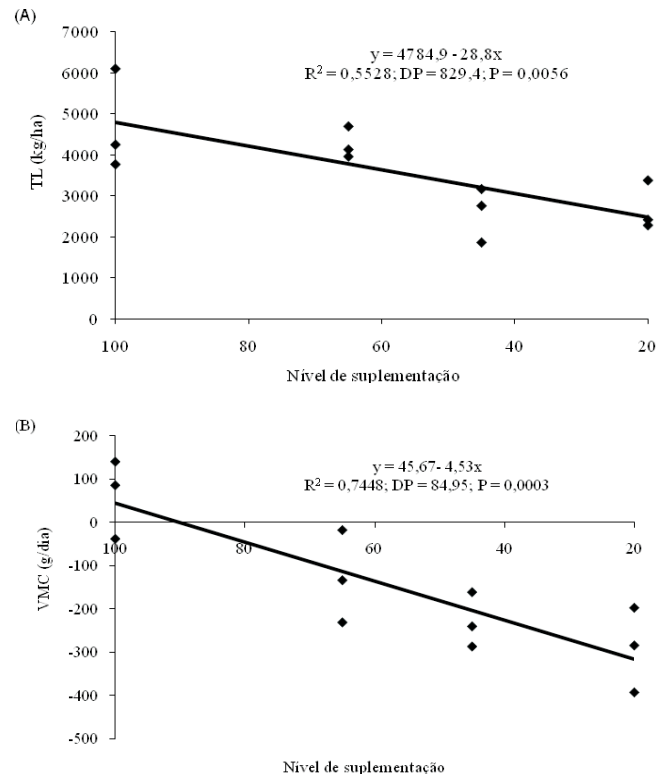 (A)
y = 4784,9 - 28,8x
R² = 0,5528; DP = 829,4; P = 0,0056
TL (kg/ha)
7000
6000
5000
4000
3000
2000
1000
0
100 80 60 40 20
Nível de suplementação
(B)
y = 45,67- 4,53x
R² = 0,7448; DP = 84,95; P = 0,0003
VMC (g/dia)
200
100
0
-100
-200
-300
-400
-500
100 80 60 40 20
Nível de suplementação